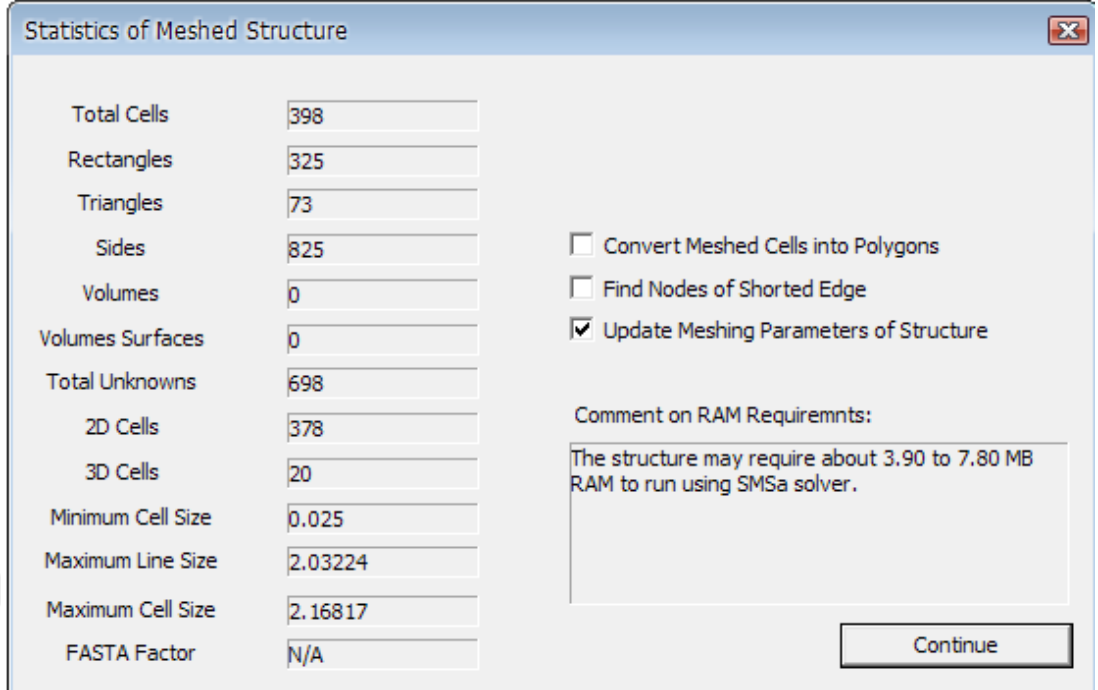 Statistics of Meshed Structure
Total Cells 398
Rectangles 325
Triangles 73
Sides 825
Volumes 0
Volumes Surfaces 0
Total Unknowns 698
2D Cells 378
3D Cells 20
Minimum Cell Size 0.025
Maximum Line Size 2.03224
Maximum Cell Size 2.16817
FASTA Factor N/A
Convert Meshed Cells into Polygons
Find Nodes of Shorted Edge
Update Meshing Parameters of Structure
Comment on RAM Requiremnts:
The structure may require about 3.90 to 7.80 MB
RAM to run using SMSa solver.
Continue